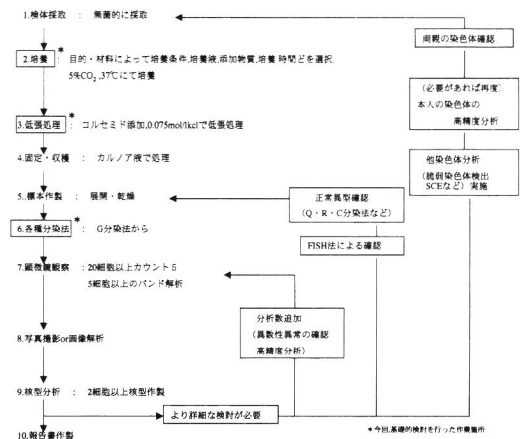 1.検体採取 ： 無菌的に採取
2.培養 * ： 目的・材料によって培養条件,培養液,添加物質,培養時間どを選択.
5%CO₂,37℃にて培養
3.低張処理 * ： コルセミド添加,0.075mol/lkclで低張処理
4.固定・収穫 ： カルノア液で処理
5..標本作製 ： 展開・乾燥
6.各種分染法 * ： G分染法から
7.顕微鏡観察 ： 20細胞以上カウントδ
5細胞以上のバンド解析
8.写真撮影or画像解析
9.核型分析 ： 2細胞以上核型作製
10.報告書作製
より詳細な検討が必要
分析数追加
(異数性異常の確認
高精度分析)
正常異型確認
(Q・R・C分染法など)
FISH法による確認
両親の染色体確認
(必要があれば再度)
本人の染色体の
高精度分析
他染色体分析
(脆弱染色体検出
SCEなど) 実施
*今回,基礎的検討を行った作業箇所